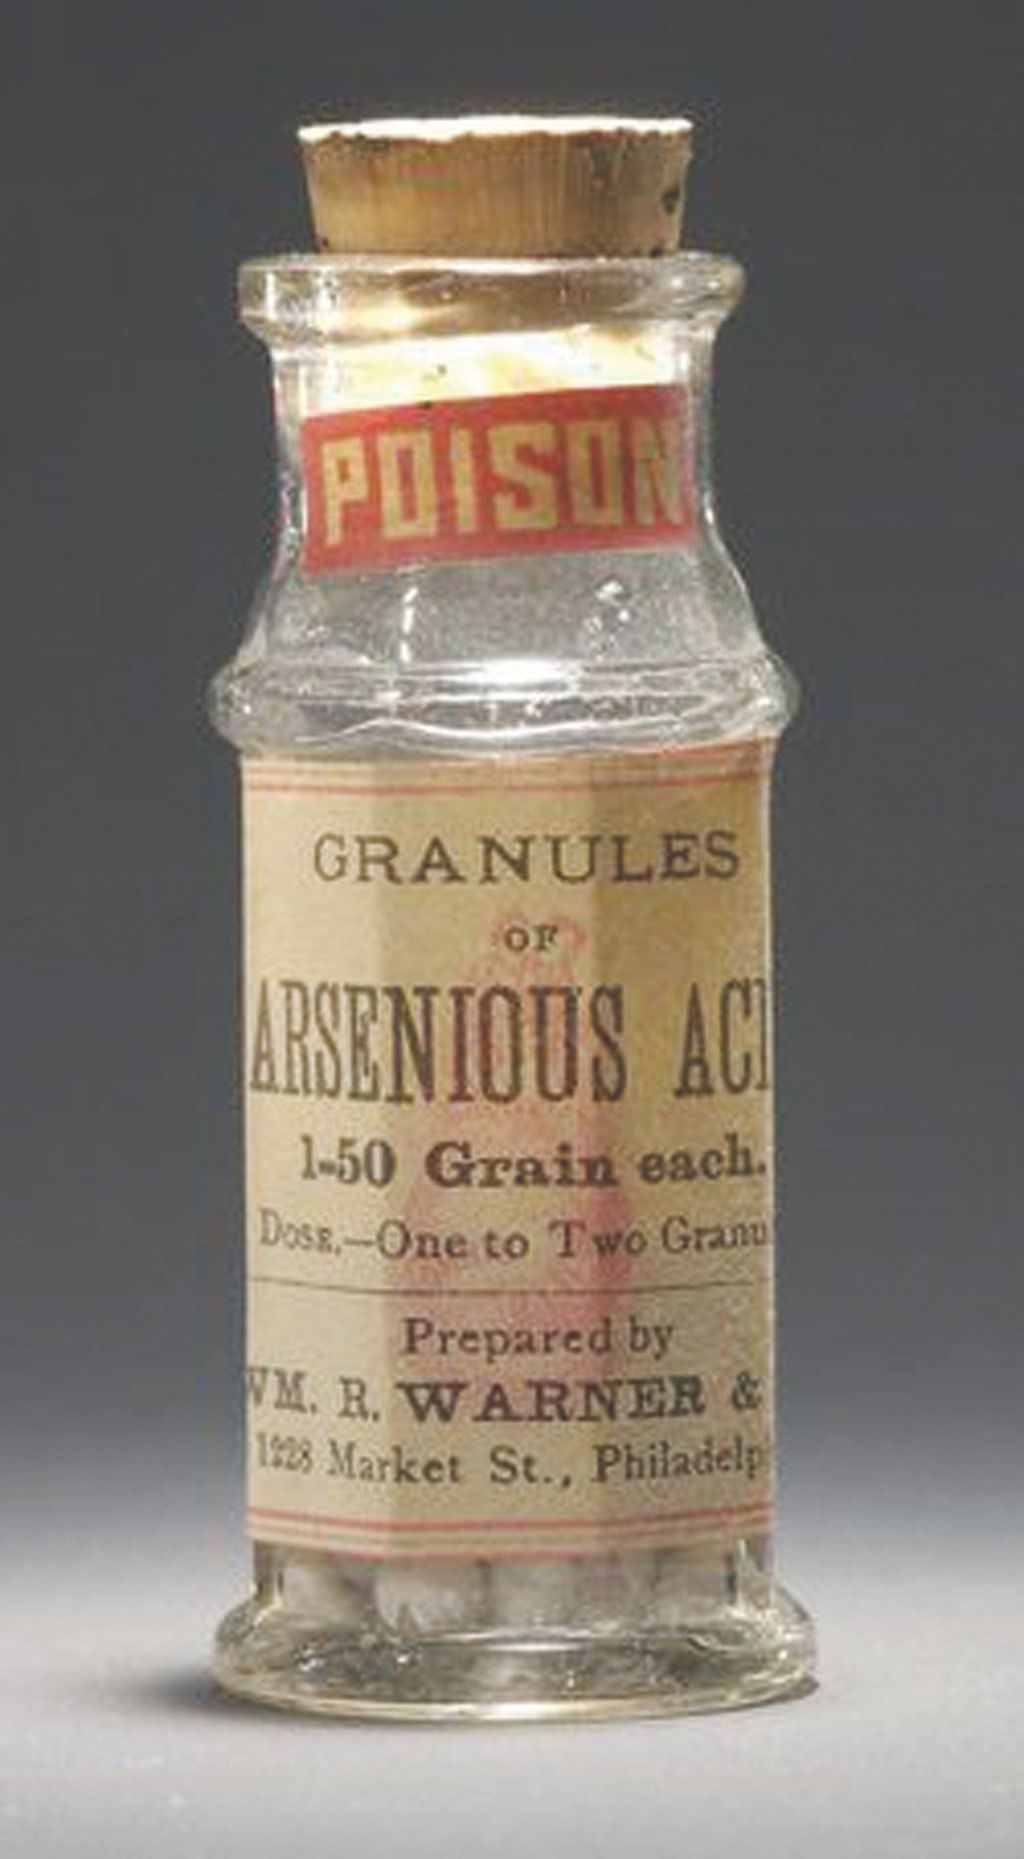 POISON
GRANULES
OF
ARSENIOUS ACI
1-50 Grain each.
Dose.—One to Two Granu
Prepared by
WM. R. WARNER &
1228 Market St., Philadelp